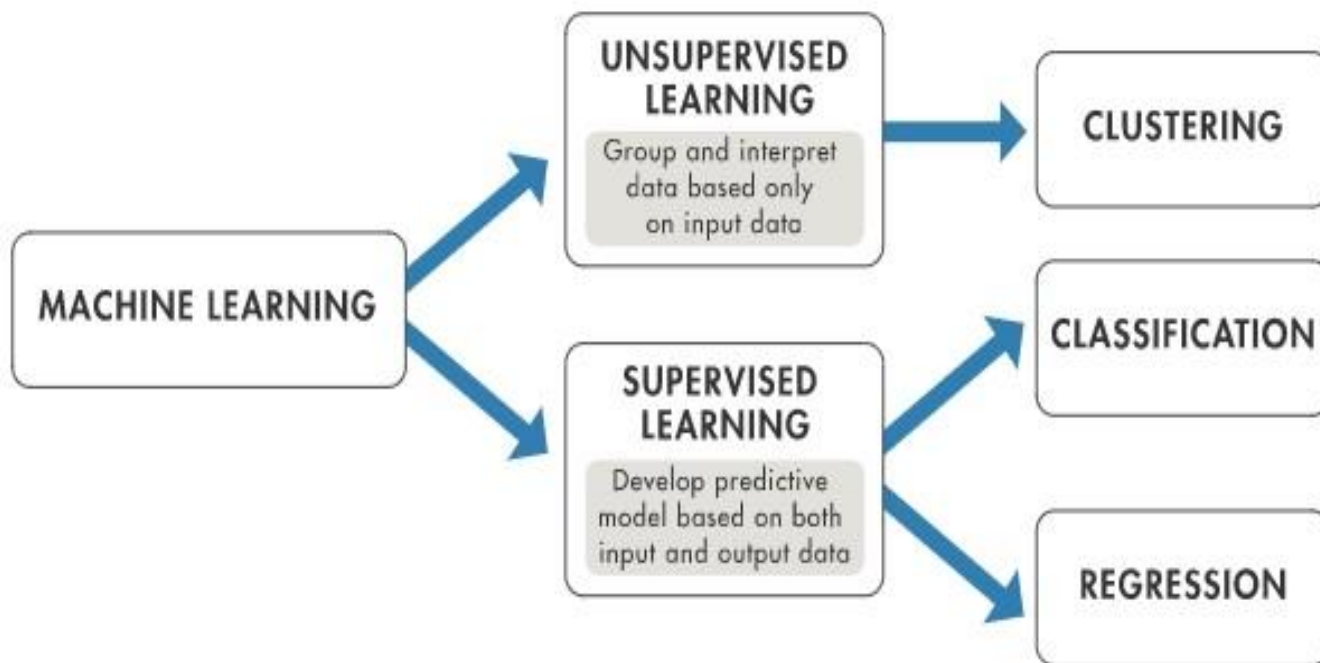 MACHINE LEARNING
UNSUPERVISED
LEARNING
Group and interpret
data based only
on input data
SUPERVISED
LEARNING
Develop predictive
model based on both
input and output data
CLUSTERING
CLASSIFICATION
REGRESSION